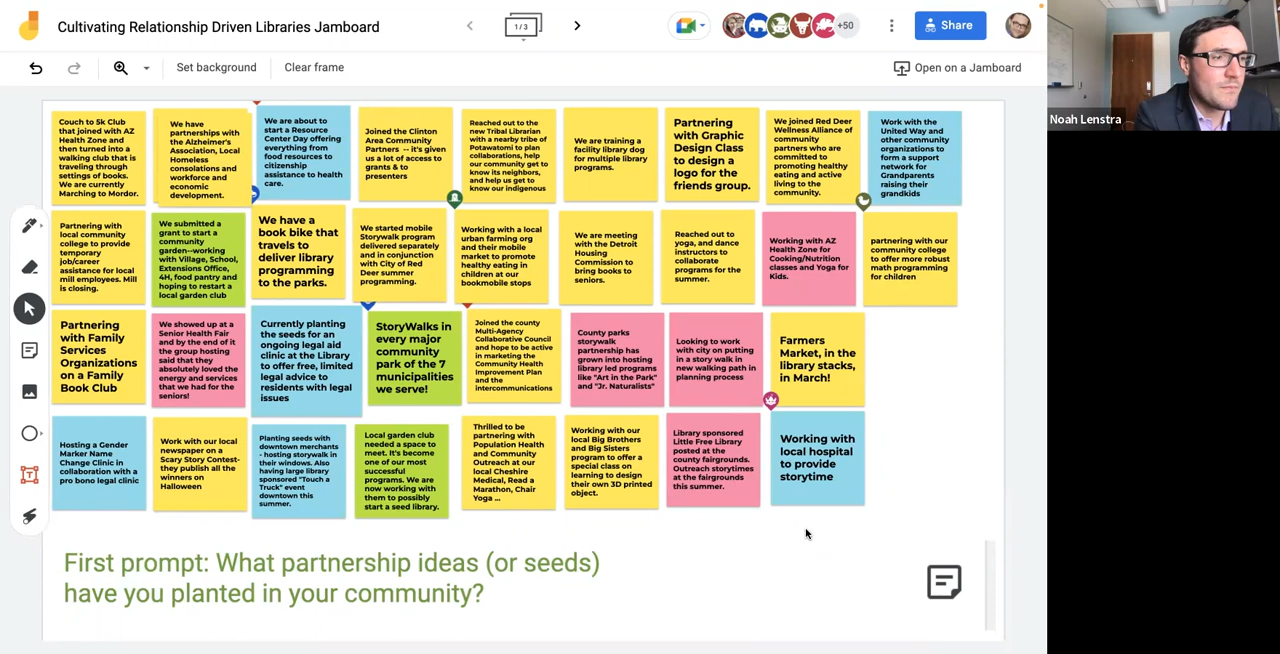 Cultivating Relationship Driven Libraries Jamboard
1/3
+50
Share
Set background
Clear frame
Open on a Jamboard
Noah Lenstra
Couch to 5k Club
that joined with AZ
Health Zone and
then turned into a
walking club that is
traveling through
settings of books.
We are currently
Marching to Mordor.
We have
partnerships with
the Alzheimer's
Association, Local
Homeless
consolations and
workforce and
economic
development.
We are about to
start a Resource
Center Day offering
everything from
food resources to
citizenship
assistance to health
care.
Joined the Clinton
Area Community
Partners -- it's given
us a lot of access to
grants & to
presenters
Reached out to the
new Tribal Librarian
with a nearby tribe of
Potawatomi to plan
collaborations, help
our community get to
know its neighbors,
and help us get to
know our indigenous
We are training a
facility library dog
for multiple library
programs.
Partnering
with Graphic
Design Class
to design a
logo for the
friends group.
We joined Red Deer
Wellness Alliance of
community
partners who are
committed to
promoting healthy
eating and active
living to the
community.
Work with the
United Way and
other community
organizations to
form a support
network for
Grandparents
raising their
grandkids
Partnering with
local community
college to provide
temporary
job/career
assistance for local
mill employees. Mill
is closing.
We submitted a
grant to start a
community
garden--working
with Village, School,
Extensions Office,
4H, food pantry and
hoping to restart a
local garden club
We have a
book bike that
travels to
deliver library
programming
to the parks.
We started mobile
Storywalk program
delivered separately
and in conjunction
with City of Red
Deer summer
programming.
Working with a local
urban farming org
and their mobile
market to promote
healthy eating in
children at our
bookmobile stops
We are meeting with
the Detroit
Housing
Commission to
bring books to
seniors.
Reached out to
yoga, and dance
instructors to
collaborate
programs for the
summer.
Working with AZ
Health Zone for
Cooking/Nutrition
classes and Yoga for
Kids.
partnering with our
community college
to offer more
robust math
programming for
children
Partnering
with Family
Services
Organizations
on a Family
Book Club
We showed up at a
Senior Health Fair
and by the end of it
the group hosting
said that they
absolutely loved the
energy and services
that we had for the
seniors!
Currently planting
the seeds for an
ongoing legal aid
clinic at the Library
to offer free, limited
legal advice to
residents with legal
issues
StoryWalks in
every major
community
park of the 7
municipalities
we serve!
Joined the county
Multi-Agency
Collaborative Council
and hope to be active
in marketing the
Community Health
Improvement Plan
and the
intercommunications
County parks
storywalk
partnership has
grown into hosting
library led programs
like "Art in the Park"
and "Jr. Naturalists"
Looking to work
with city on putting
in a story walk in
new walking path in
planning process
Farmers
Market, in the
library stacks,
in March!
Hosting a Gender
Marker Name
Change Clinic in
collaboration with a
pro bono legal clinic
Work with our local
newspaper on a
Scary Story Contest-
they publish all the
winners on
Halloween
Planting seeds with
downtown merchants
- hosting storywalk in
their windows. Also
having large library
sponsored "Touch a
Truck" event
downtown this
summer.
Local garden club
needed a space to
meet. It's become
one of our most
successful
programs. We are
now working with
them to possibly
start a seed library.
Thrilled to be
partnering with
Population Health
and Community
Outreach at our
local Cheshire
Medical, Read a
Marathon, Chair
Yoga ...
Working with our
local Big Brothers
and Big Sisters
program to offer a
special class on
learning to design
their own 3D printed
object.
Library sponsored
Little Free Library
posted at the
county fairgrounds.
Outreach storytimes
at the fairgrounds
this summer.
Working with
local hospital
to provide
storytime
First prompt: What partnership ideas (or seeds)
have you planted in your community?